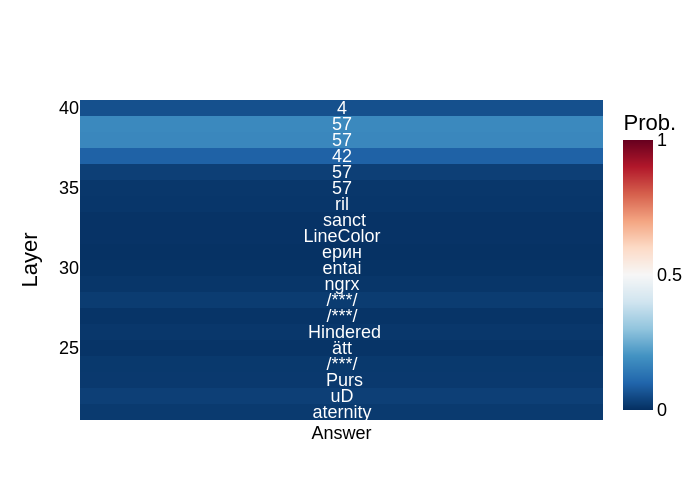 40
35
30
25
Layer
4
57
57
42
57
57
ril
sanct
LineColor
ерин
entai
ngrx
/***/
/***/
Hindered
ätt
/***/
Purs
uD
aternity
Answer
Prob.
1
0.5
0